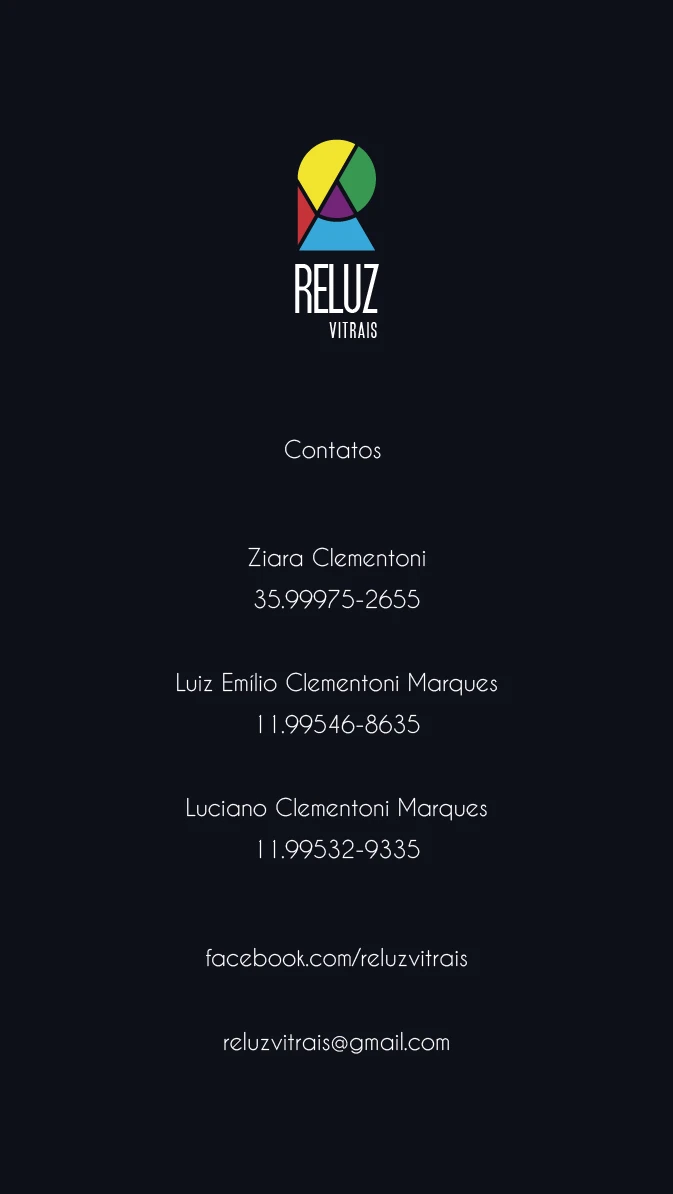 RELUZ
VITRAIS
Contatos
Ziara Clementoni
35.99975-2655
Luiz Emílio Clementoni Marques
11.99546-8635
Luciano Clementoni Marques
11.99532-9335
facebook.com/reluzvitrais
reluzvitrais@gmail.com